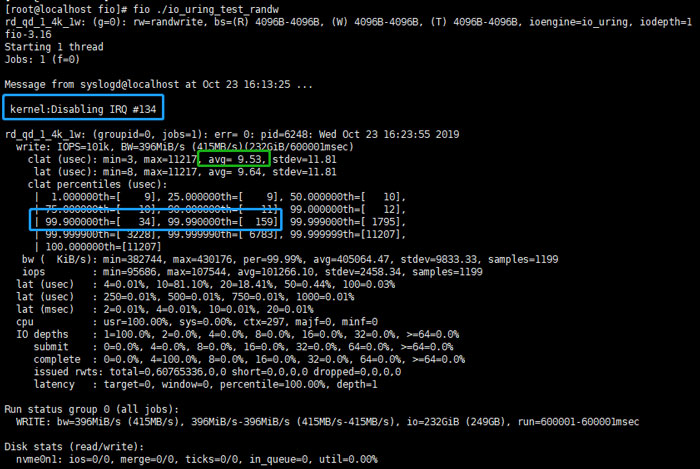 [root@localhost fio]# fio ./io_uring_test_randw
rd_qd_1_4k_1w: (g=0): rw=randwrite, bs=(R) 4096B-4096B, (W) 4096B-4096B, (T) 4096B-4096B, ioengine=io_uring, iodepth=1
fio-3.16
Starting 1 thread
Jobs: 1 (f=0)
Message from syslogd@localhost at Oct 23 16:13:25 ...
kernel:Disabling IRQ #134
rd_qd_1_4k_1w: (groupid=0, jobs=1): err= 0: pid=6248: Wed Oct 23 16:23:55 2019
write: IOPS=101k, BW=396MiB/s (415MB/s)(232GiB/600001msec)
clat (usec): min=3, max=11217, avg= 9.53, stdev=11.81
lat (usec): min=8, max=11217, avg= 9.64, stdev=11.81
clat percentiles (usec):
| 1.000000th=[ 9], 25.000000th=[ 9], 50.000000th=[ 10],
| 75.000000th=[ 10], 90.000000th=[ 11], 99.000000th=[ 12],
| 99.900000th=[ 34], 99.990000th=[ 159], 99.999000th=[ 1795],
| 99.999900th=[ 3228], 99.999990th=[ 6783], 99.999999th=[11207],
| 100.000000th=[11207]
bw ( KiB/s): min=382744, max=430176, per=99.99%, avg=405064.47, stdev=9833.33, samples=1199
iops : min=95686, max=107544, avg=101266.10, stdev=2458.34, samples=1199
lat (usec) : 4=0.01%, 10=81.10%, 20=18.41%, 50=0.44%, 100=0.03%
lat (usec) : 250=0.01%, 500=0.01%, 750=0.01%, 1000=0.01%
lat (msec) : 2=0.01%, 4=0.01%, 10=0.01%, 20=0.01%
cpu : usr=100.00%, sys=0.00%, ctx=297, majf=0, minf=0
IO depths : 1=100.0%, 2=0.0%, 4=0.0%, 8=0.0%, 16=0.0%, 32=0.0%, >=64=0.0%
submit : 0=0.0%, 4=100.0%, 8=0.0%, 16=0.0%, 32=0.0%, 64=0.0%, >=64=0.0%
complete : 0=0.0%, 4=100.0%, 8=0.0%, 16=0.0%, 32=0.0%, 64=0.0%, >=64=0.0%
issued rwts: total=0,60765336,0,0 short=0,0,0,0 dropped=0,0,0,0
latency : target=0, window=0, percentile=100.00%, depth=1
Run status group 0 (all jobs):
WRITE: bw=396MiB/s (415MB/s), 396MiB/s-396MiB/s (415MB/s-415MB/s), io=232GiB (249GB), run=600001-600001msec
Disk stats (read/write):
nvme0n1: ios=0/0, merge=0/0, ticks=0/0, in_queue=0, util=0.00%